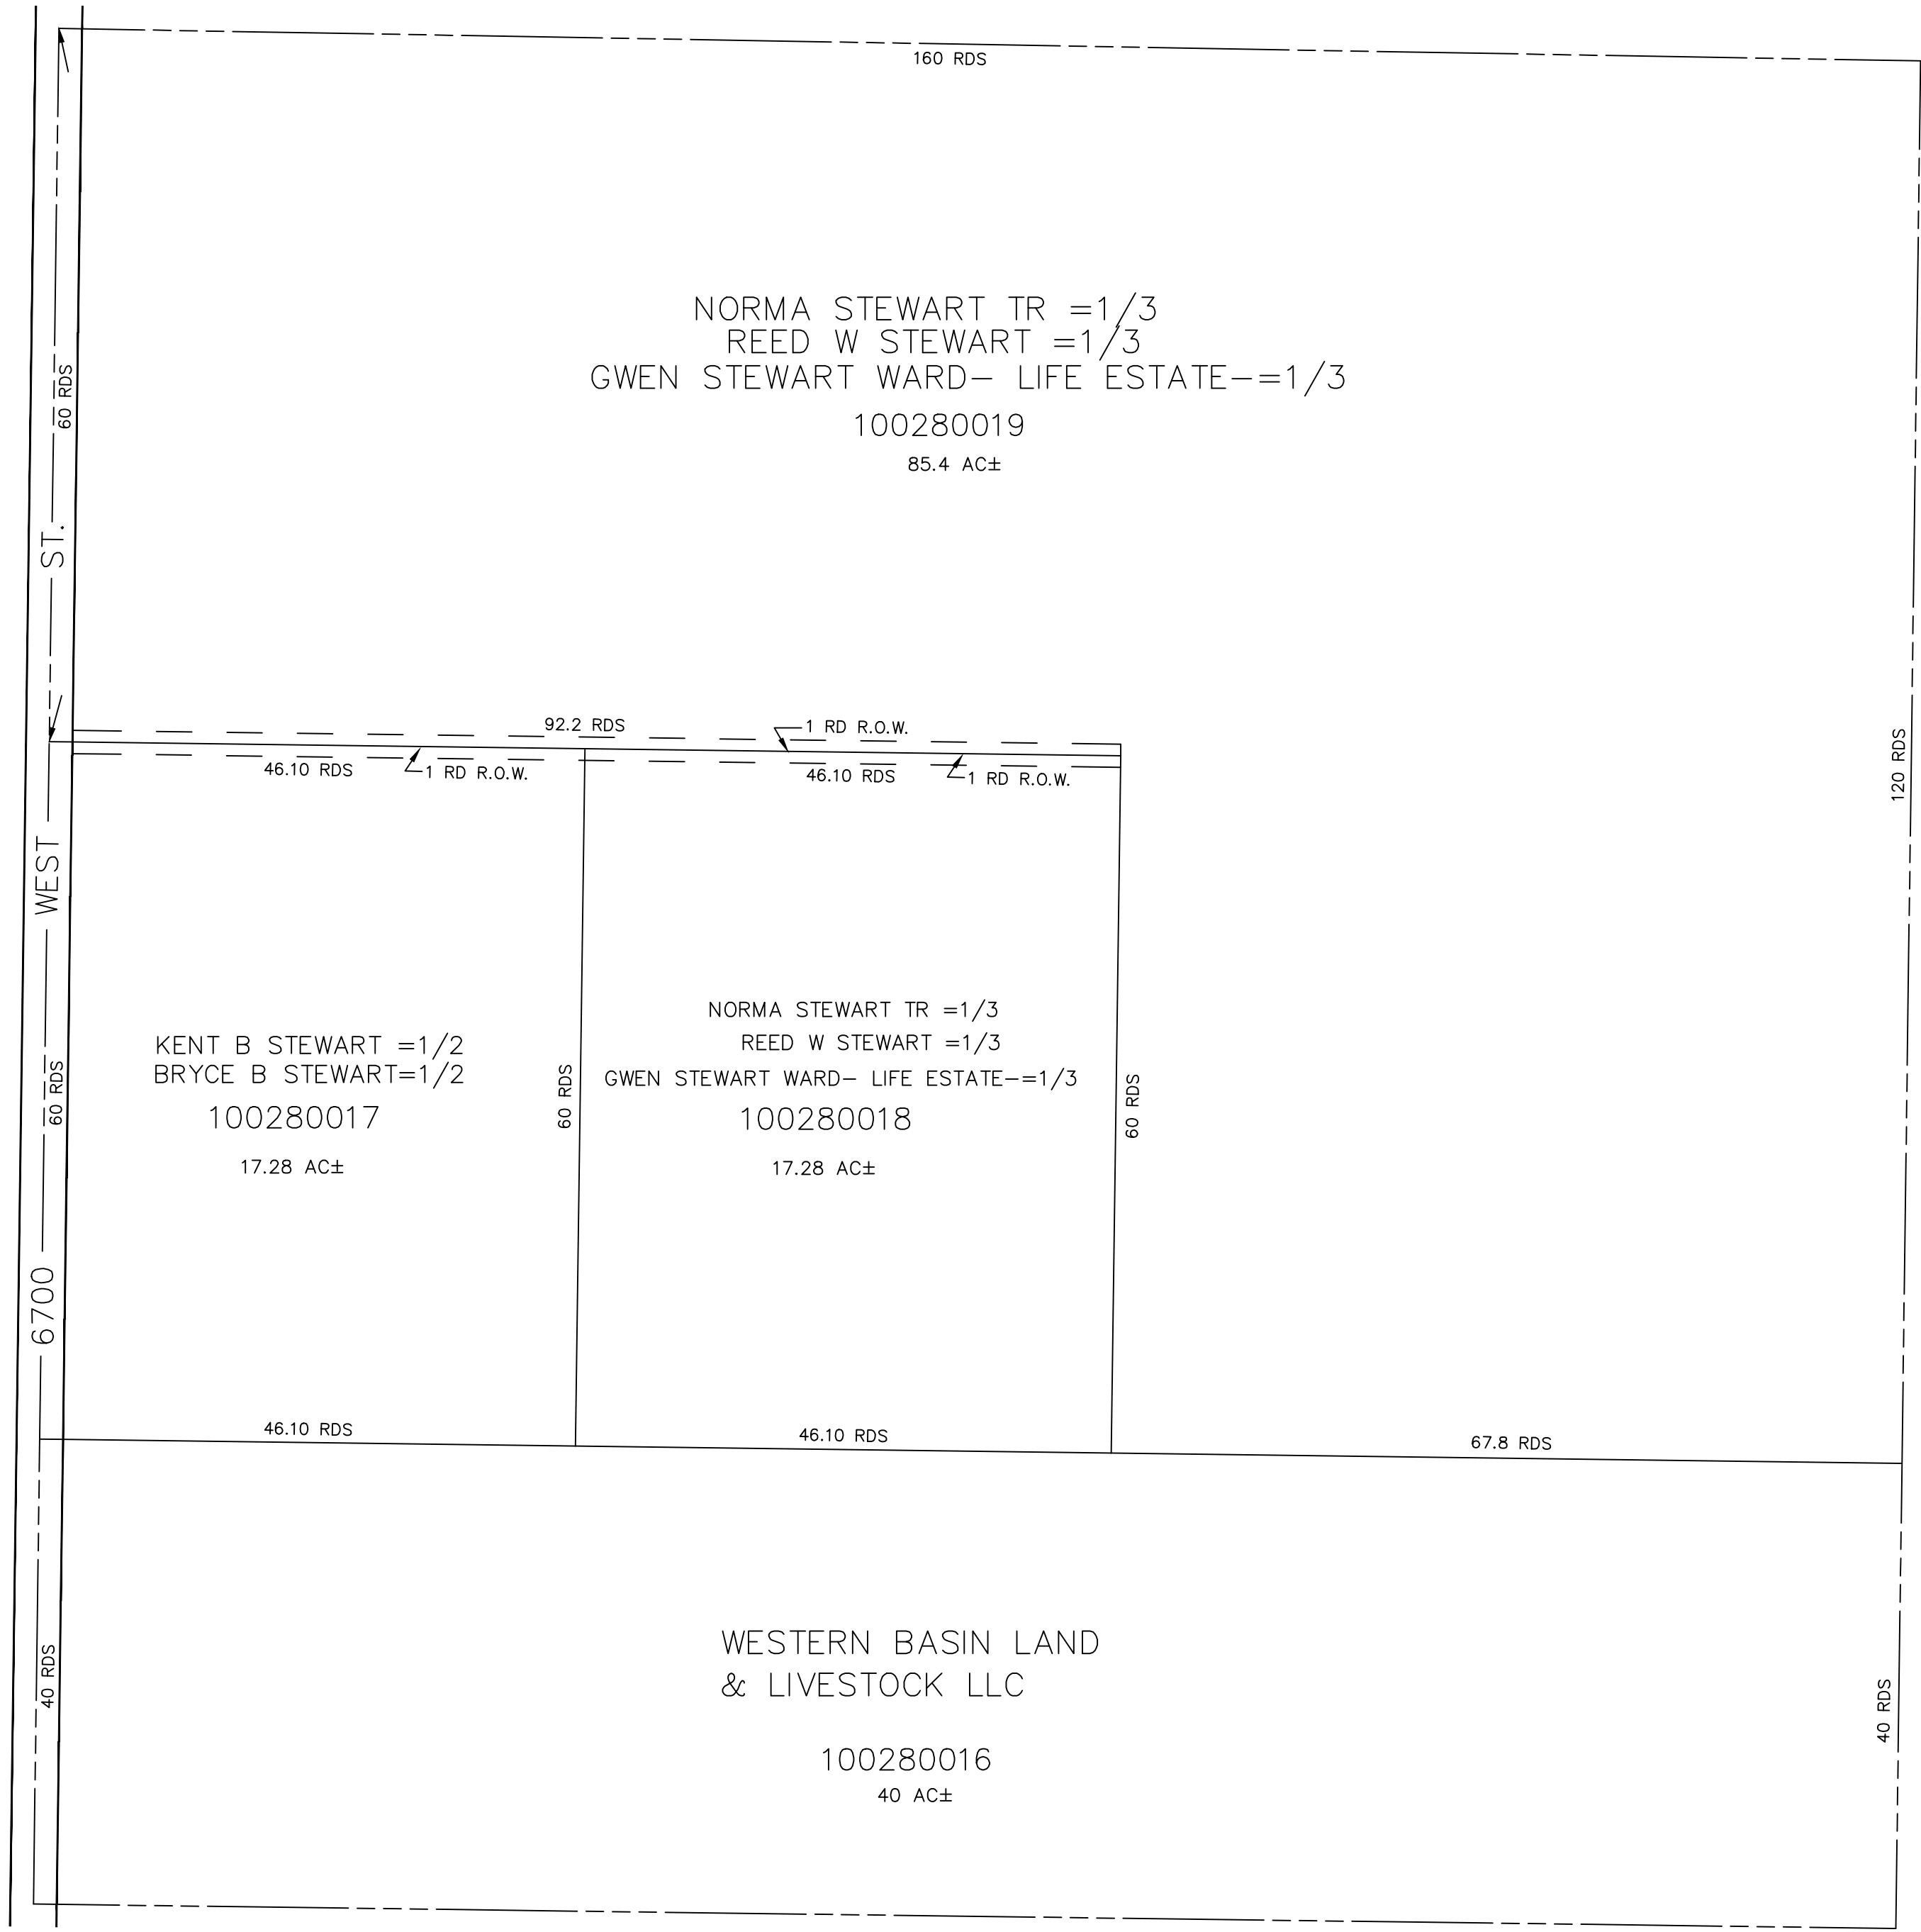 160 RDS
NORMA STEWART TR =1/3
REED W STEWART =1/3
GWEN STEWART WARD- LIFE ESTATE-=1/3
100280019
85.4 AC±
60 RDS
120 RDS
92.2 RDS
1 RD R.O.W.
46.10 RDS
1 RD R.O.W.
46.10 RDS
1 RD R.O.W.
6700 WEST ST.
KENT B STEWART =1/2
BRYCE B STEWART=1/2
100280017
17.28 AC±
60 RDS
60 RDS
NORMA STEWART TR =1/3
REED W STEWART =1/3
GWEN STEWART WARD- LIFE ESTATE-=1/3
100280018
17.28 AC±
60 RDS
46.10 RDS
46.10 RDS
67.8 RDS
40 RDS
WESTERN BASIN LAND
& LIVESTOCK LLC
100280016
40 AC±
40 RDS